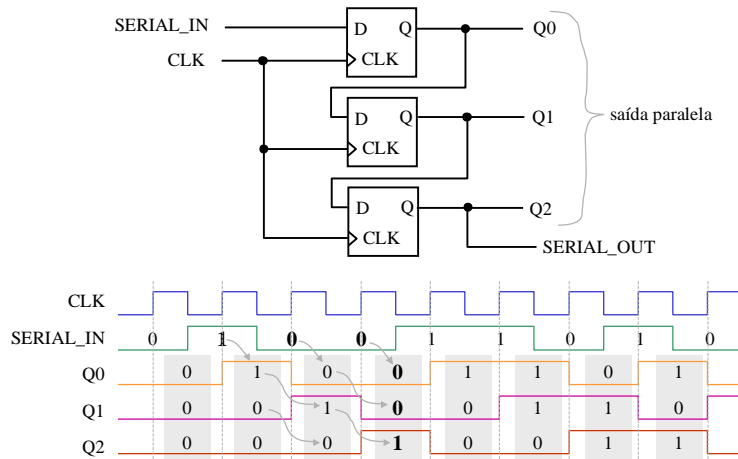 SERIAL_IN
D Q
Q0
CLK
CLK
D Q
Q1
saída paralela
CLK
D Q
Q2
CLK
SERIAL_OUT
CLK
SERIAL_IN 0 1 0 0 1 1 0 1 0
Q0 0 1 0 0 1 1 0 1
Q1 0 0 1 0 0 1 1 0
Q2 0 0 0 1 0 0 1 1